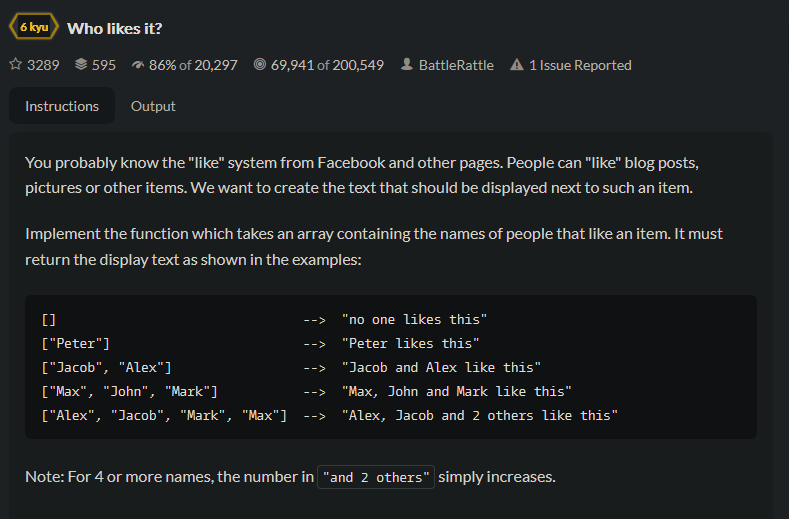 6 kyu Who likes it?
3289 595 86% of 20,297 69,941 of 200,549 BattleRattle 1 Issue Reported
Instructions Output
You probably know the "like" system from Facebook and other pages. People can "like" blog posts,
pictures or other items. We want to create the text that should be displayed next to such an item.
Implement the function which takes an array containing the names of people that like an item. It must
return the display text as shown in the examples:
[] --> "no one likes this"
["Peter"] --> "Peter likes this"
["Jacob", "Alex"] --> "Jacob and Alex like this"
["Max", "John", "Mark"] --> "Max, John and Mark like this"
["Alex", "Jacob", "Mark", "Max"] --> "Alex, Jacob and 2 others like this"
Note: For 4 or more names, the number in "and 2 others" simply increases.